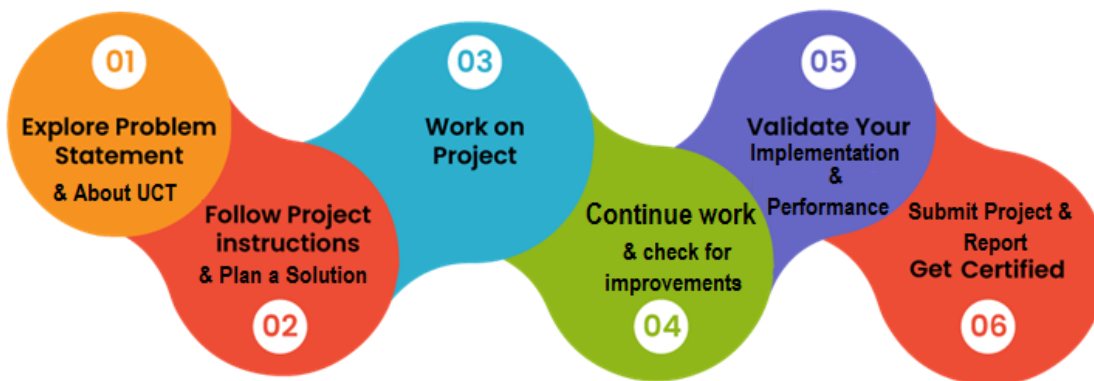 01
Explore Problem
Statement
& About UCT
Follow Project
instructions
& Plan a Solution
02
03
Work on
Project
Continue work
& check for
improvements
04
05
Validate Your
Implementation
&
Performance
Submit Project &
Report
Get Certified
06